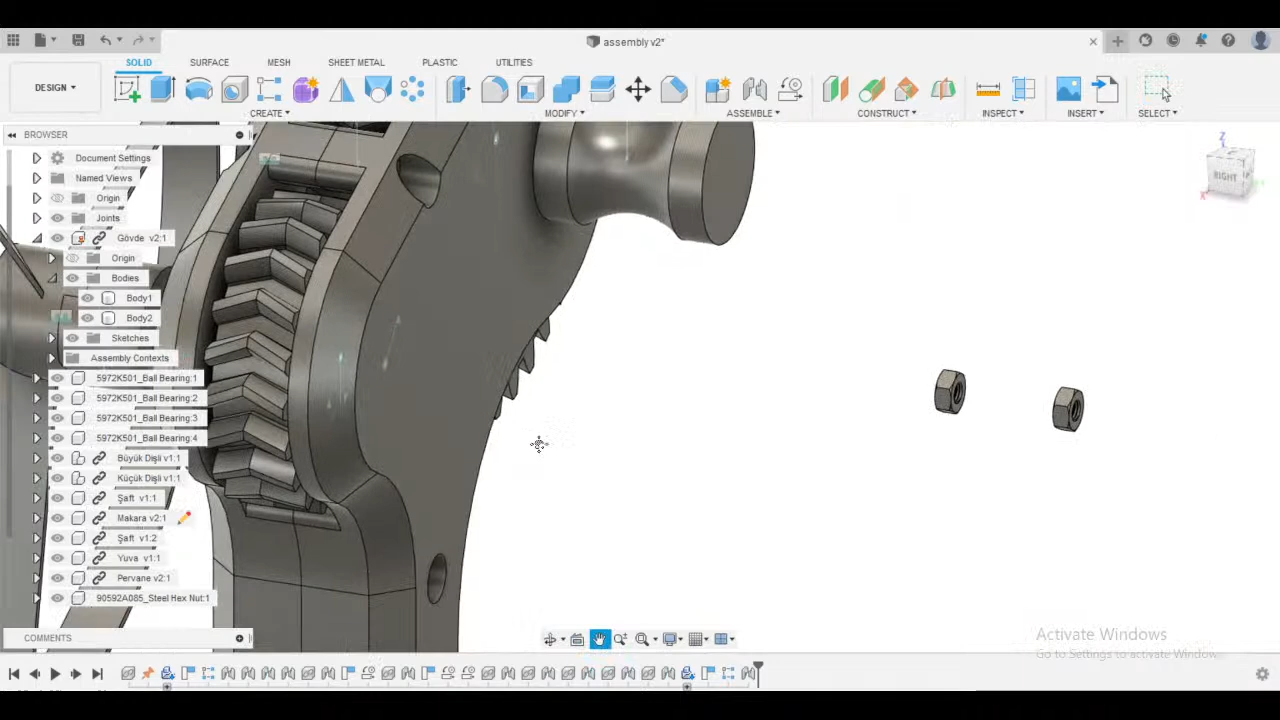 assembly v2*
SOLID SURFACE MESH SHEET METAL PLASTIC UTILITIES
DESIGN ▾
CREATE ▾ MODIFY ▾ ASSEMBLE ▾ CONSTRUCT ▾ INSPECT ▾ INSERT ▾ SELECT ▾
BROWSER
Document Settings
Named Views
Origin
Joints
Gövde v2:1
Origin
Bodies
Body1
Body2
Sketches
Assembly Contexts
5972K501_Ball Bearing:1
5972K501_Ball Bearing:2
5972K501_Ball Bearing:3
5972K501_Ball Bearing:4
Büyük Dişli v1:1
Küçük Dişli v1:1
Şaft v1:1
Makara v2:1
Şaft v1:2
Yuva v1:1
Pervane v2:1
90592A085_Steel Hex Nut:1
COMMENTS
Z
RIGHT
X
Activate Windows
Go to Settings to activate Windows.